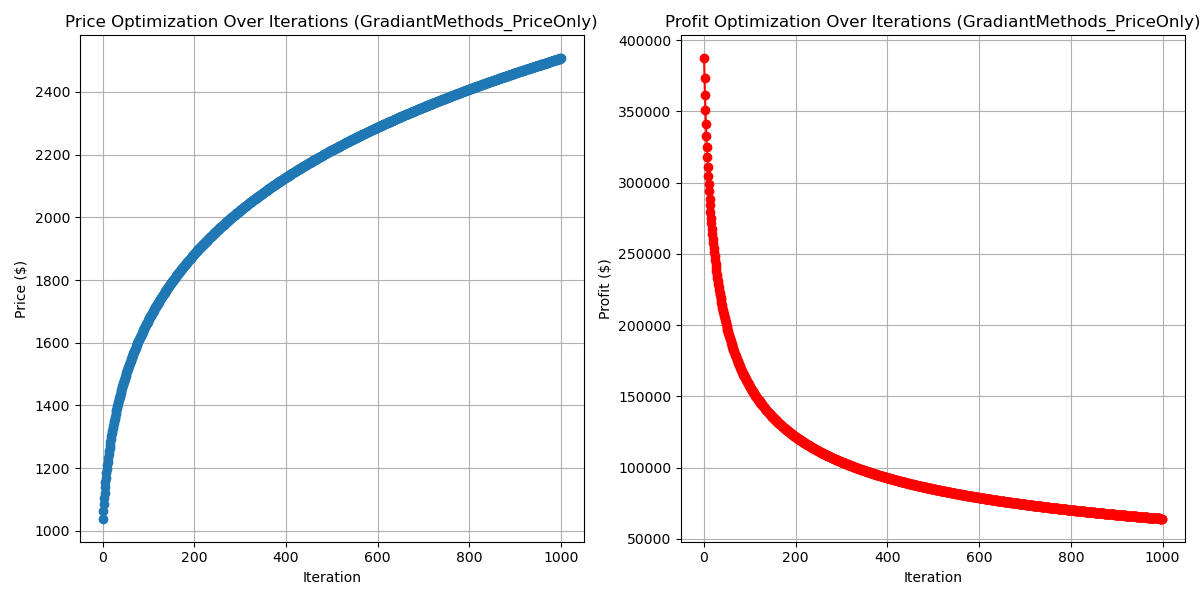 Price Optimization Over Iterations (GradiantMethods_PriceOnly)
Price ($)
2400
2200
2000
1800
1600
1400
1200
1000
0 200 400 600 800 1000
Iteration
Profit Optimization Over Iterations (GradiantMethods_PriceOnly)
Profit ($)
400000
350000
300000
250000
200000
150000
100000
50000
0 200 400 600 800 1000
Iteration